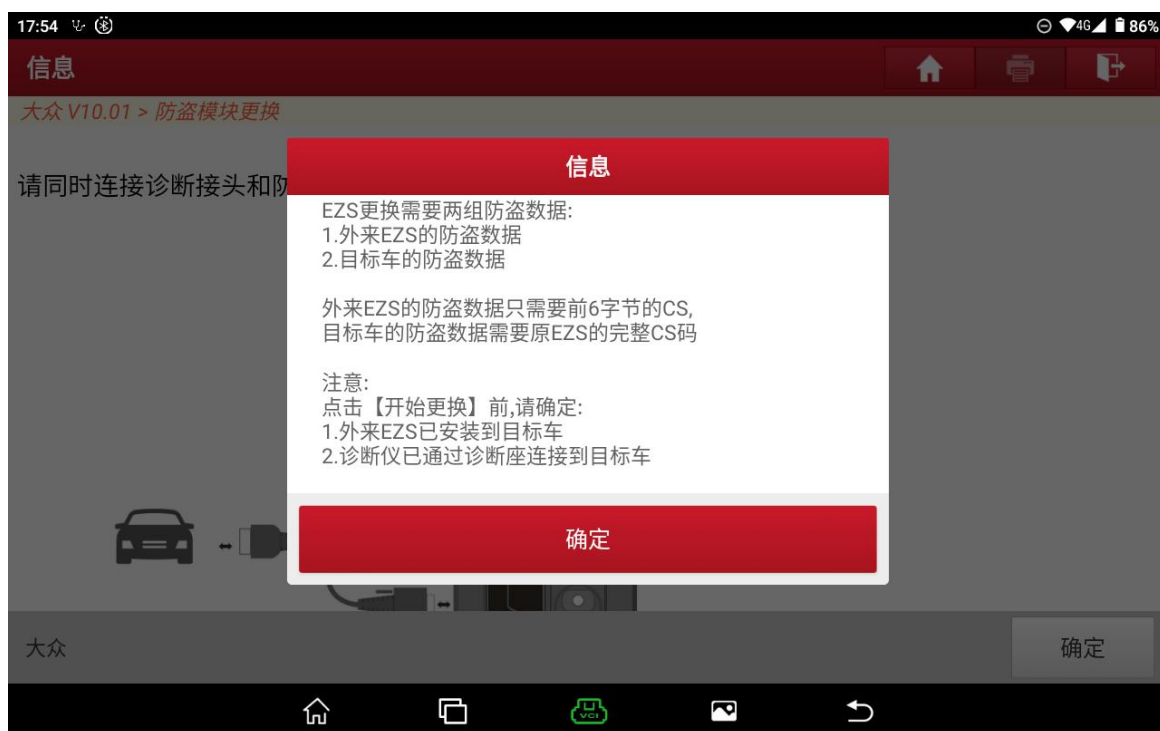 17:54
4G 86%
信息
大众 V10.01 > 防盗模块更换
请同时连接诊断接头和防
信息
EZS更换需要两组防盗数据:
1.外来EZS的防盗数据
2.目标车的防盗数据
外来EZS的防盗数据只需要前6字节的CS,
目标车的防盗数据需要原EZS的完整CS码
注意:
点击【开始更换】前,请确定:
1.外来EZS已安装到目标车
2.诊断仪已通过诊断座连接到目标车
确定
大众
确定
VCI